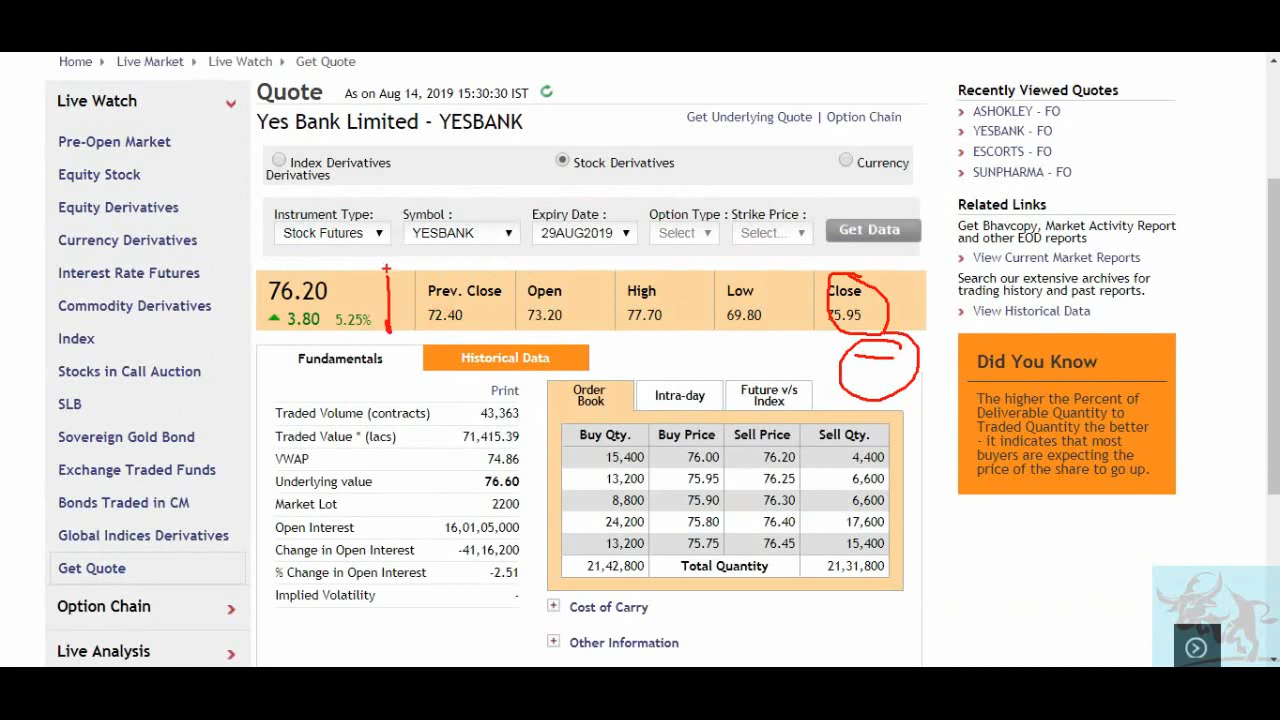 Home Live Market Live Watch Get Quote
Live Watch
Pre-Open Market
Equity Stock
Equity Derivatives
Currency Derivatives
Interest Rate Futures
Commodity Derivatives
Index
Stocks in Call Auction
SLB
Sovereign Gold Bond
Exchange Traded Funds
Bonds Traded in CM
Global Indices Derivatives
Get Quote
Option Chain
Live Analysis
Quote As on Aug 14, 2019 15:30:30 IST
Yes Bank Limited - YESBANK
Get Underlying Quote | Option Chain
Index Derivatives Stock Derivatives Currency
Derivatives
Instrument Type: Symbol : Expiry Date : Option Type : Strike Price :
Stock Futures YESBANK 29AUG2019 Select Select... Get Data
76.20 Prev. Close Open High Low Close
3.80 5.25% 72.40 73.20 77.70 69.80 75.95
Fundamentals Historical Data
Print
Traded Volume (contracts) 43,363
Traded Value * (lacs) 71,415.39
VWAP 74.86
Underlying value 76.60
Market Lot 2200
Open Interest 16,01,05,000
Change in Open Interest -41,16,200
% Change in Open Interest -2.51
Implied Volatility -
Order Book Intra-day Future v/s Index
Buy Qty. Buy Price Sell Price Sell Qty.
15,400 76.00 76.20 4,400
13,200 75.95 76.25 6,600
8,800 75.90 76.30 6,600
24,200 75.80 76.40 17,600
13,200 75.75 76.45 15,400
21,42,800 Total Quantity 21,31,800
Cost of Carry
Other Information
Recently Viewed Quotes
ASHOKLEY - FO
YESBANK - FO
ESCORTS - FO
SUNPHARMA - FO
Related Links
Get Bhavcopy, Market Activity Report
and other EOD reports
View Current Market Reports
Search our extensive archives for
trading history and past reports.
View Historical Data
Did You Know
The higher the Percent of
Deliverable Quantity to
Traded Quantity the better
- it indicates that most
buyers are expecting the
price of the share to go up.